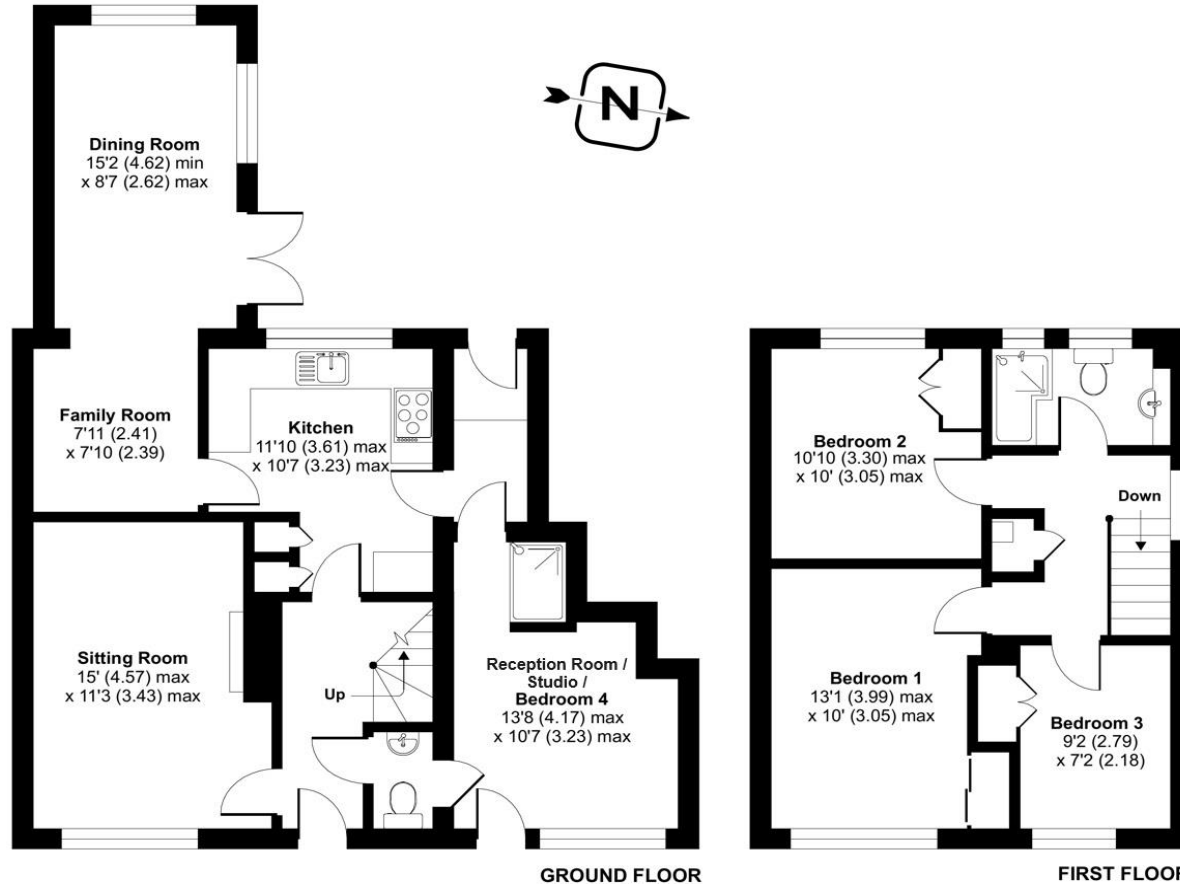 N
Dining Room
15'2 (4.62) min
x 8'7 (2.62) max
Family Room
7'11 (2.41)
x 7'10 (2.39)
Kitchen
11'10 (3.61) max
x 10'7 (3.23) max
Sitting Room
15' (4.57) max
x 11'3 (3.43) max
Up
Reception Room /
Studio /
Bedroom 4
13'8 (4.17) max
x 10'7 (3.23) max
GROUND FLOOR
Bedroom 2
10'10 (3.30) max
x 10' (3.05) max
Down
Bedroom 1
13'1 (3.99) max
x 10' (3.05) max
Bedroom 3
9'2 (2.79)
x 7'2 (2.18)
FIRST FLOOR